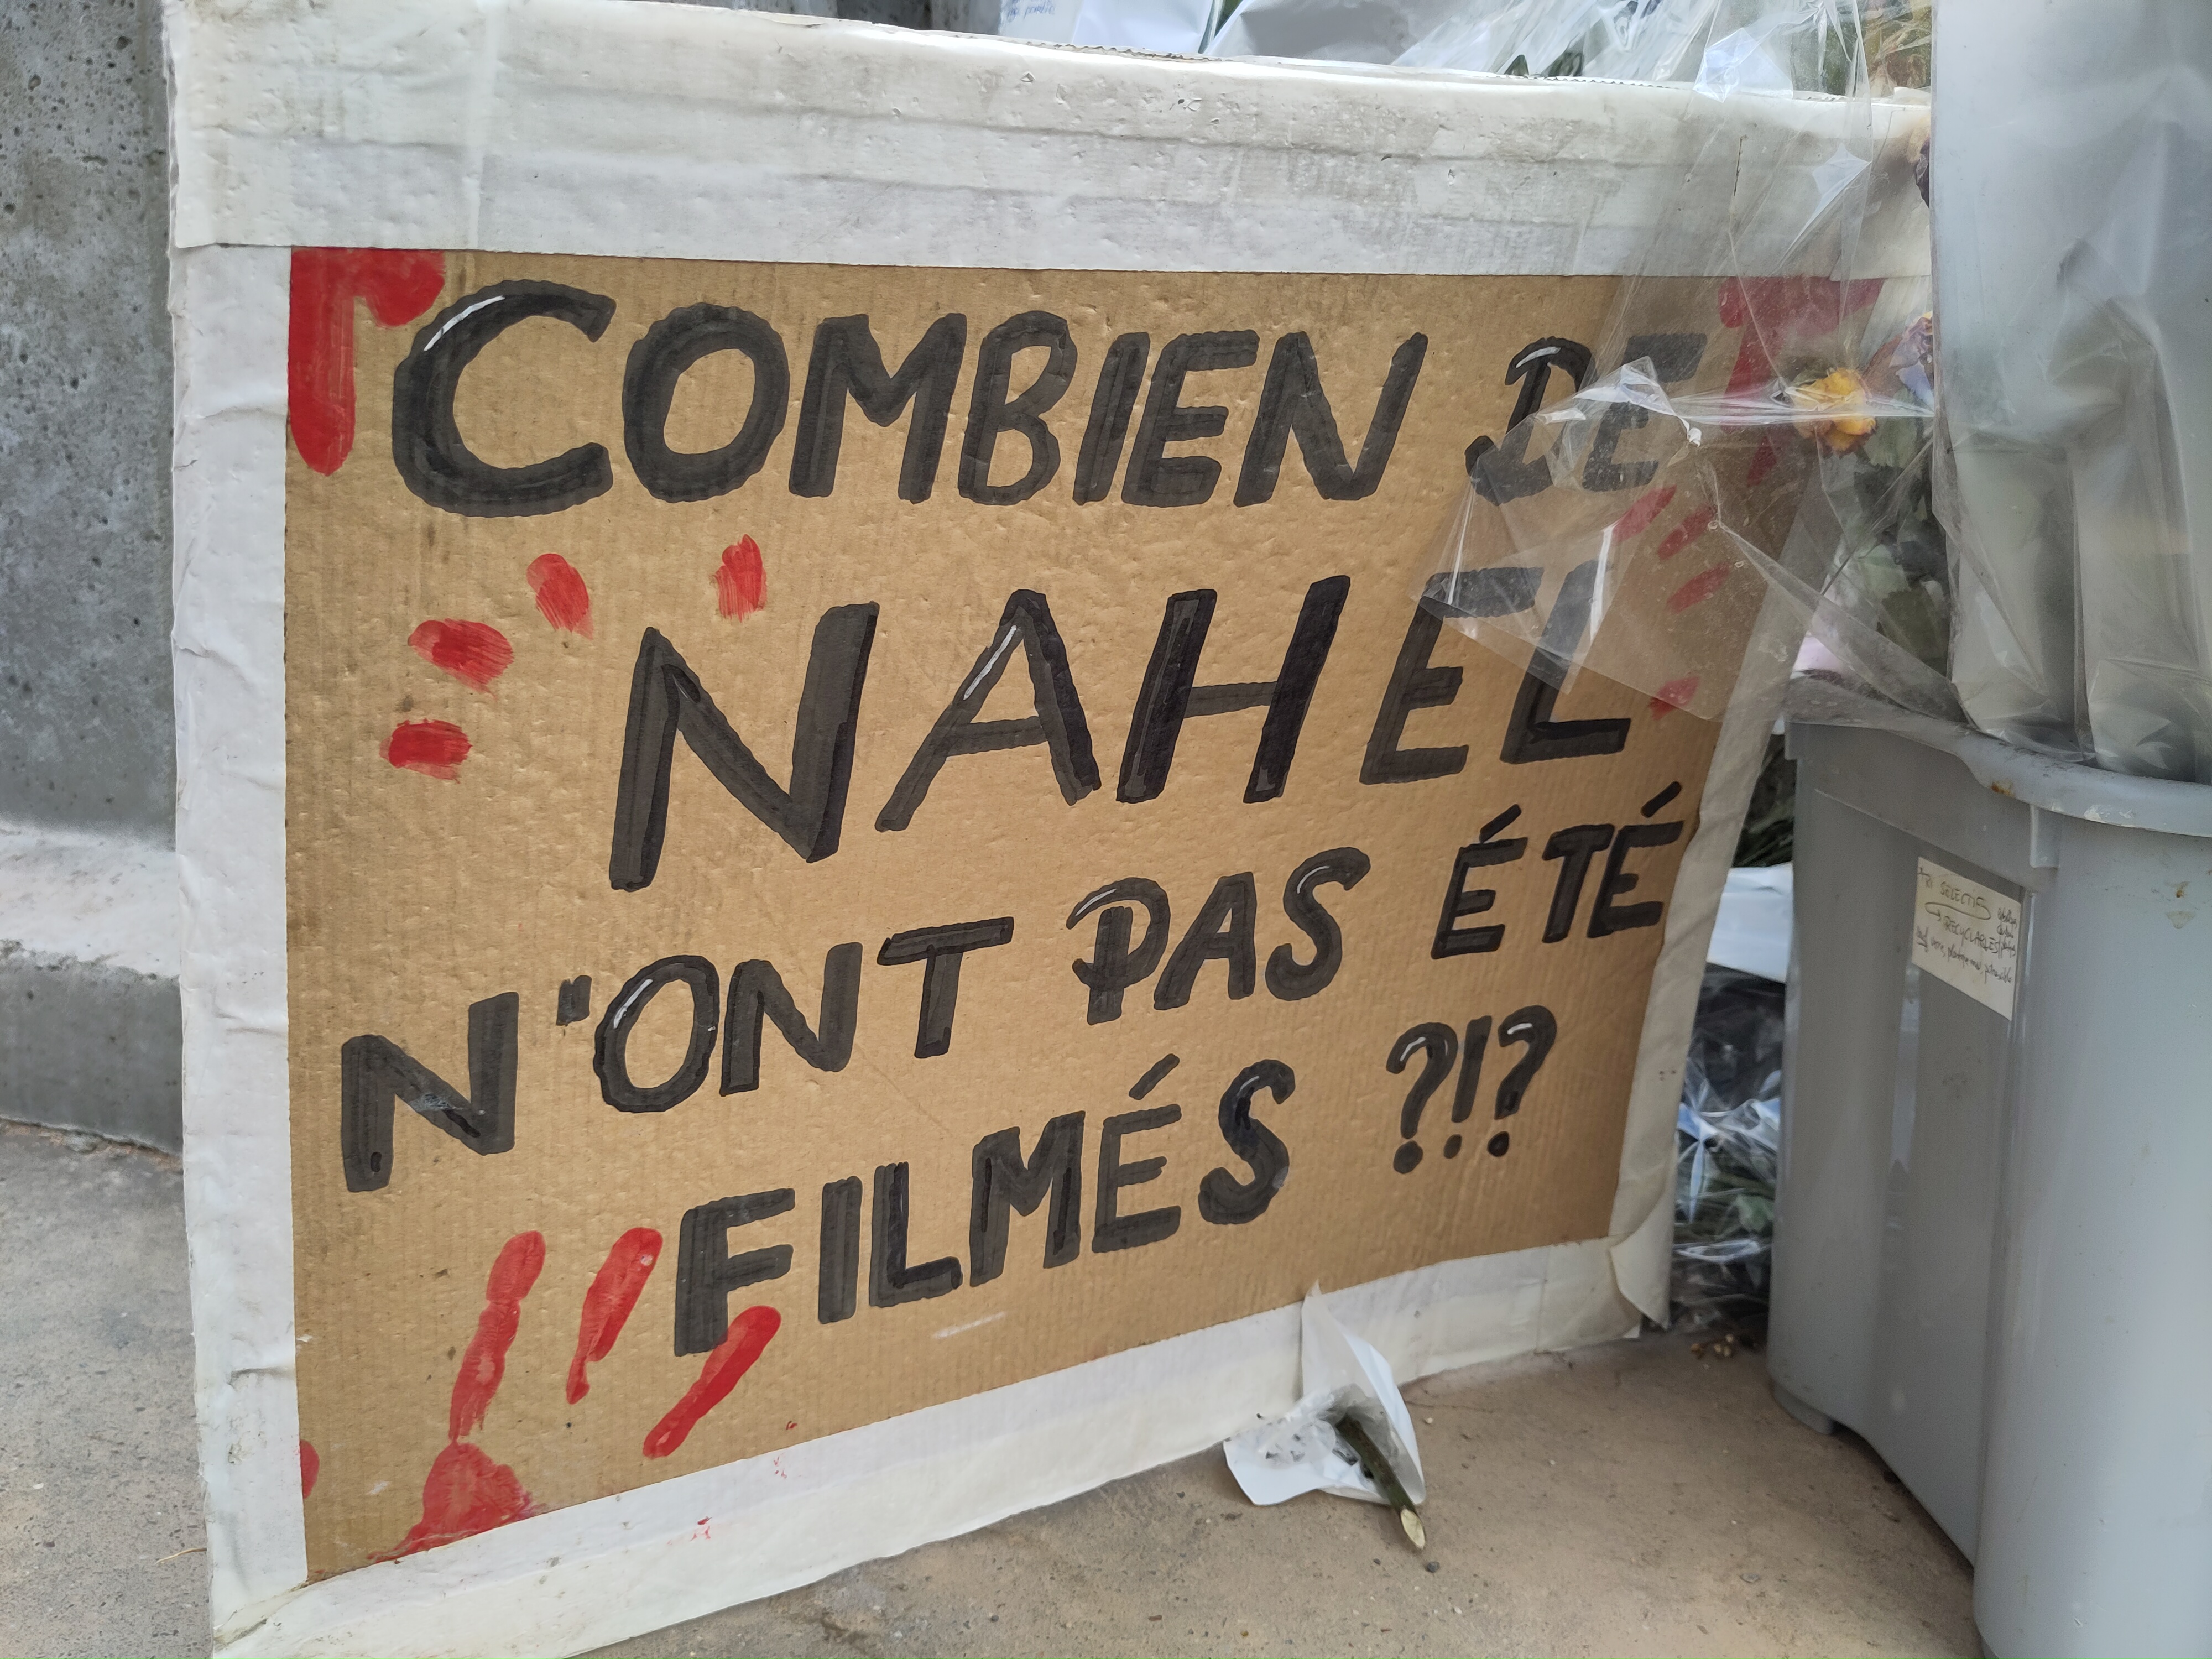 COMBIEN DE
NAHEL
N'ONT PAS ÉTÉ
FILMÉS ?!?